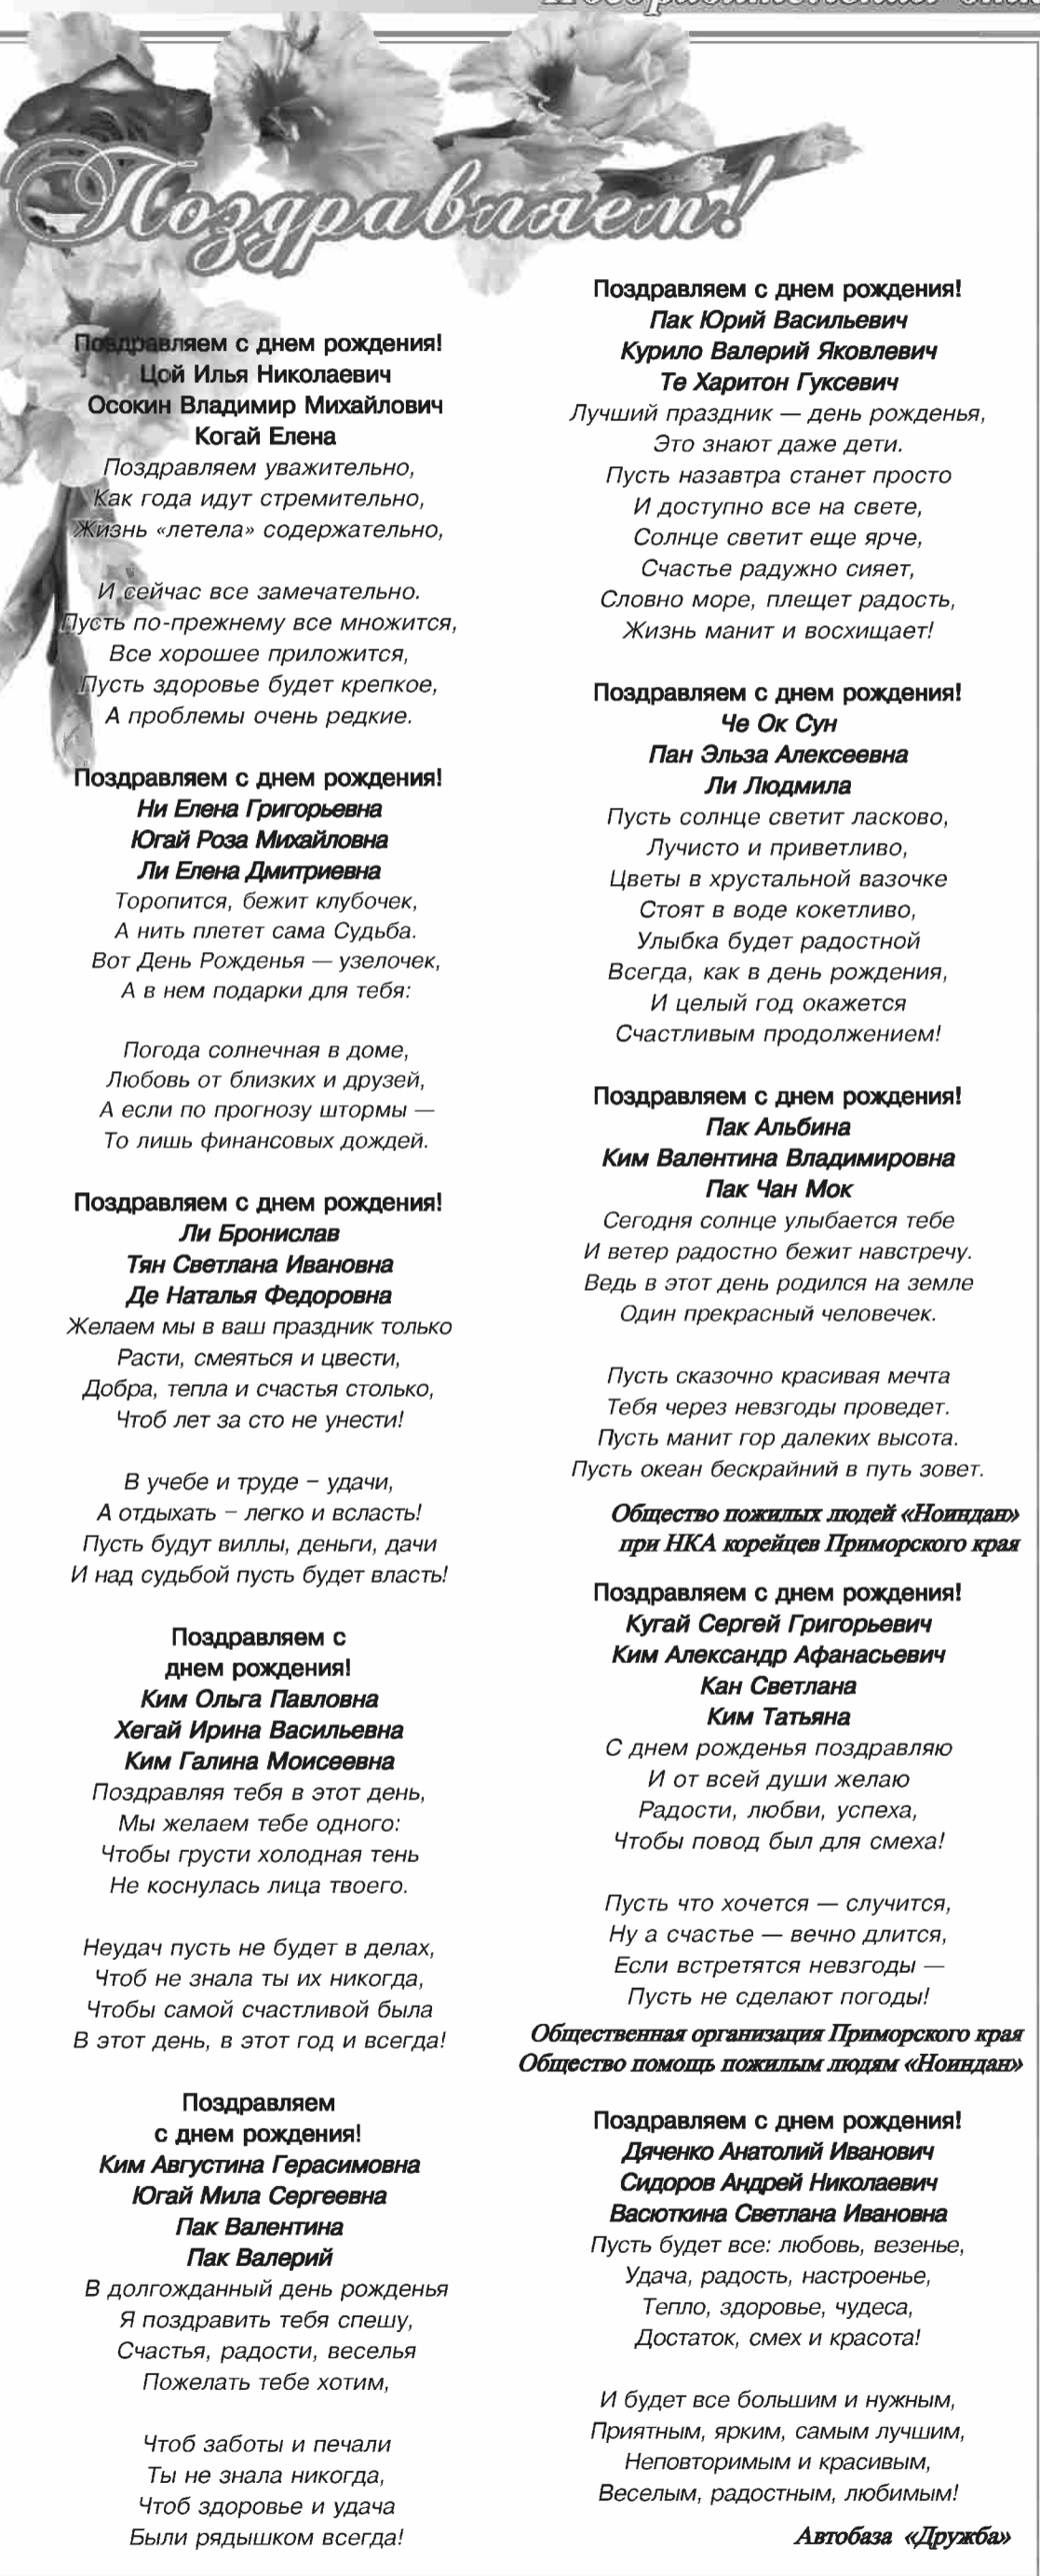 Поздравляем!
Поздравляем с днем рождения!
Цой Илья Николаевич
Осокин Владимир Михайлович
Когай Елена
Поздравляем уважительно,
Как года идут стремительно,
Жизнь «летела» содержательно,
И сейчас все замечательно.
Пусть по-прежнему все множится,
Все хорошее приложится,
Пусть здоровье будет крепкое,
А проблемы очень редкие.
Поздравляем с днем рождения!
Ни Елена Григорьевна
Югай Роза Михайловна
Ли Елена Дмитриевна
Торопится, бежит клубочек,
А нить плетет сама Судьба.
Вот День Рожденья — узелочек,
А в нем подарки для тебя:
Погода солнечная в доме,
Любовь от близких и друзей,
А если по прогнозу штормы —
То лишь финансовых дождей.
Поздравляем с днем рождения!
Ли Бронислав
Тян Светлана Ивановна
Де Наталья Федоровна
Желаем мы в ваш праздник только
Расти, смеяться и цвести,
Добра, тепла и счастья столько,
Чтоб лет за сто не унести!
В учебе и труде – удачи,
А отдыхать – легко и всласть!
Пусть будут виллы, деньги, дачи
И над судьбой пусть будет власть!
Поздравляем с
днем рождения!
Ким Ольга Павловна
Хегай Ирина Васильевна
Ким Галина Моисеевна
Поздравляя тебя в этот день,
Мы желаем тебе одного:
Чтобы грусти холодная тень
Не коснулась лица твоего.
Неудач пусть не будет в делах,
Чтоб не знала ты их никогда,
Чтобы самой счастливой была
В этот день, в этот год и всегда!
Поздравляем
с днем рождения!
Ким Августина Герасимовна
Югай Мила Сергеевна
Пак Валентина
Пак Валерий
В долгожданный день рожденья
Я поздравить тебя спешу,
Счастья, радости, веселья
Пожелать тебе хотим,
Чтоб заботы и печали
Ты не знала никогда,
Чтоб здоровье и удача
Были рядышком всегда!
Поздравляем с днем рождения!
Пак Юрий Васильевич
Курило Валерий Яковлевич
Те Харитон Гуксевич
Лучший праздник — день рожденья,
Это знают даже дети.
Пусть назавтра станет просто
И доступно все на свете,
Солнце светит еще ярче,
Счастье радужно сияет,
Словно море, плещет радость,
Жизнь манит и восхищает!
Поздравляем с днем рождения!
Че Ок Сун
Пан Эльза Алексеевна
Ли Людмила
Пусть солнце светит ласково,
Лучисто и приветливо,
Цветы в хрустальной вазочке
Стоят в воде кокетливо,
Улыбка будет радостной
Всегда, как в день рождения,
И целый год окажется
Счастливым продолжением!
Поздравляем с днем рождения!
Пак Альбина
Ким Валентина Владимировна
Пак Чан Мок
Сегодня солнце улыбается тебе
И ветер радостно бежит навстречу.
Ведь в этот день родился на земле
Один прекрасный человечек.
Пусть сказочно красивая мечта
Тебя через невзгоды проведет.
Пусть манит гор далеких высота.
Пусть океан бескрайний в путь зовет.
Общество пожилых людей «Ноиндан»
при НКА корейцев Приморского края
Поздравляем с днем рождения!
Кугай Сергей Григорьевич
Ким Александр Афанасьевич
Кан Светлана
Ким Татьяна
С днем рожденья поздравляю
И от всей души желаю
Радости, любви, успеха,
Чтобы повод был для смеха!
Пусть что хочется — случится,
Ну а счастье — вечно длится,
Если встретятся невзгоды —
Пусть не сделают погоды!
Общественная организация Приморского края
Общество помощь пожилым людям «Ноиндан»
Поздравляем с днем рождения!
Дяченко Анатолий Иванович
Сидоров Андрей Николаевич
Васюткина Светлана Ивановна
Пусть будет все: любовь, везенье,
Удача, радость, настроенье,
Тепло, здоровье, чудеса,
Достаток, смех и красота!
И будет все большим и нужным,
Приятным, ярким, самым лучшим,
Неповторимым и красивым,
Веселым, радостным, любимым!
Автобаза «Дружба»